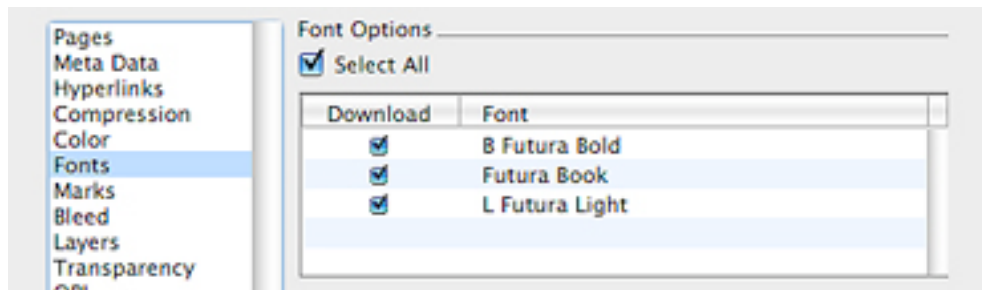 Pages
Meta Data
Hyperlinks
Compression
Color
Fonts
Marks
Bleed
Layers
Transparency
Font Options
Select All
Download Font
B Futura Bold
Futura Book
L Futura Light